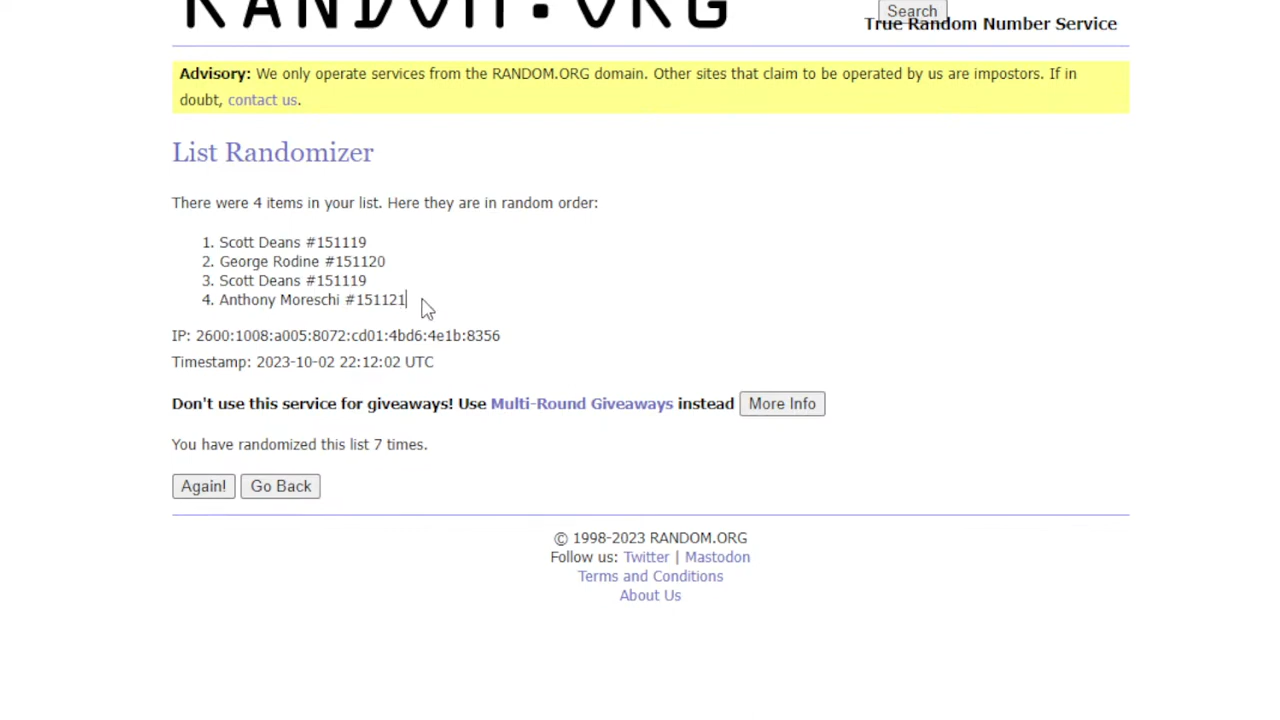 RANDOM.ORG
Search
True Random Number Service
Advisory: We only operate services from the RANDOM.ORG domain. Other sites that claim to be operated by us are impostors. If in
doubt, contact us.
List Randomizer
There were 4 items in your list. Here they are in random order:
1. Scott Deans #151119
2. George Rodine #151120
3. Scott Deans #151119
4. Anthony Moreschi #151121
IP: 2600:1008:a005:8072:cd01:4bd6:4e1b:8356
Timestamp: 2023-10-02 22:12:02 UTC
Don't use this service for giveaways! Use Multi-Round Giveaways instead More Info
You have randomized this list 7 times.
Again! Go Back
© 1998-2023 RANDOM.ORG
Follow us: Twitter | Mastodon
Terms and Conditions
About Us